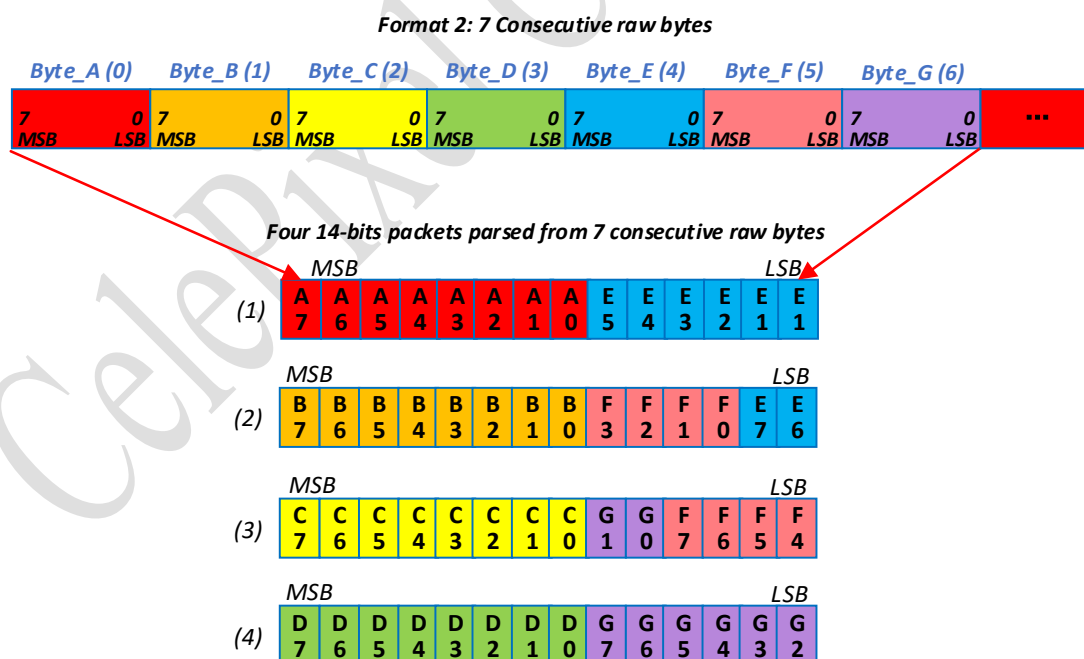 Format 2: 7 Consecutive raw bytes
Byte_A (0) Byte_B (1) Byte_C (2) Byte_D (3) Byte_E (4) Byte_F (5) Byte_G (6)
7 0 7 0 7 0 7 0 7 0 7 0 7 0 ...
MSB LSB MSB LSB MSB LSB MSB LSB MSB LSB MSB LSB MSB LSB
Four 14-bits packets parsed from 7 consecutive raw bytes
MSB LSB
(1) A A A A A A A A E E E E E E
7 6 5 4 3 2 1 0 5 4 3 2 1 1
MSB LSB
(2) B B B B B B B B F F F F E E
7 6 5 4 3 2 1 0 3 2 1 0 7 6
MSB LSB
(3) C C C C C C C C G G F F F F
7 6 5 4 3 2 1 0 1 0 7 6 5 4
MSB LSB
(4) D D D D D D D D G G G G G G
7 6 5 4 3 2 1 0 7 6 5 4 3 2
CelePixel